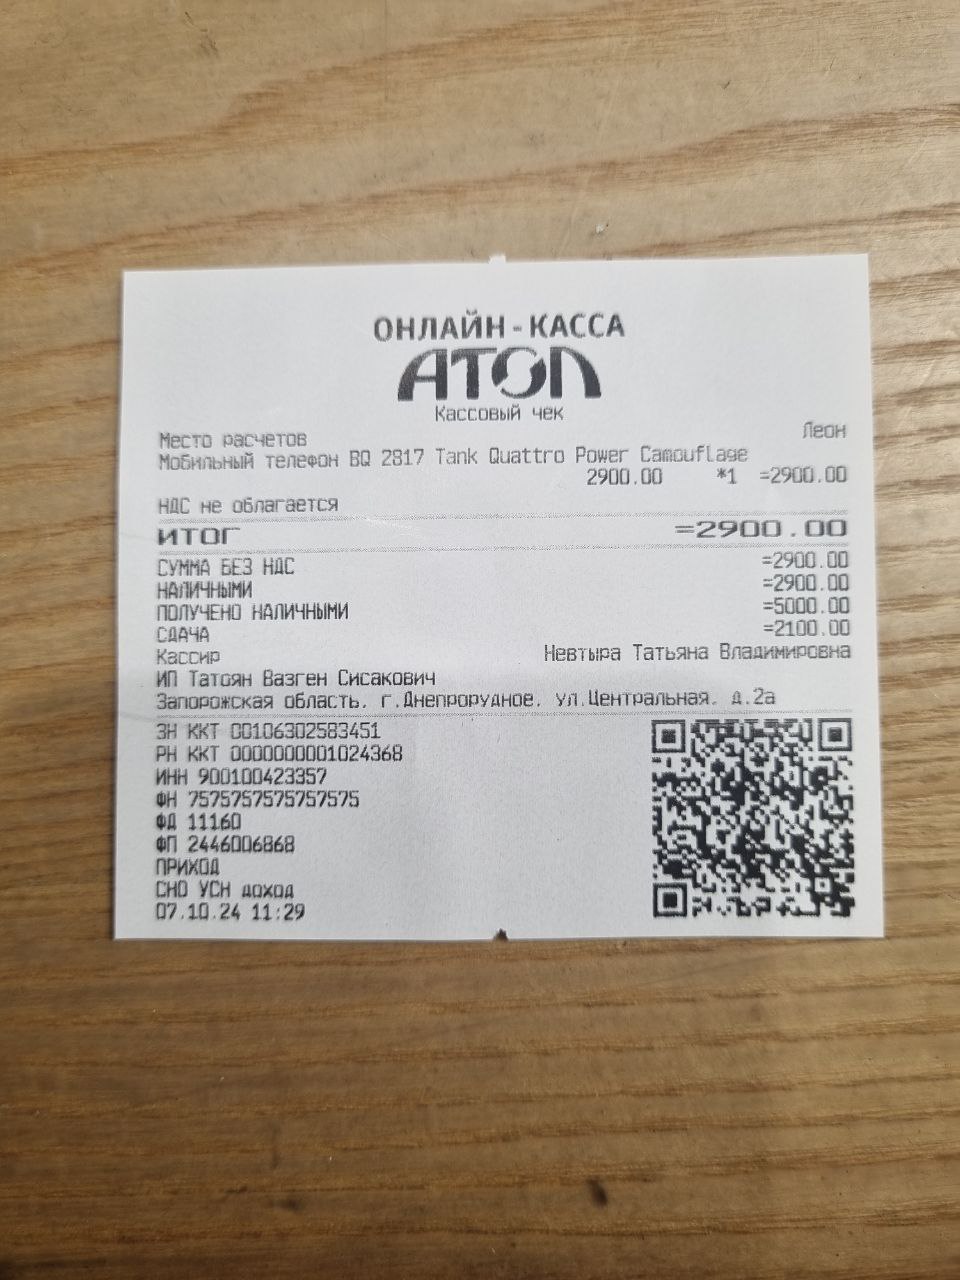 ОНЛАЙН-КАССА
АТОЛ
Кассовый чек
Место расчетов Леон
Мобильный телефон BQ 2817 Tank Quattro Power Camouflage
2900.00 *1 =2900.00
НДС не облагается
ИТОГ =2900.00
СУММА БЕЗ НДС =2900.00
НАЛИЧНЫМИ =2900.00
ПОЛУЧЕНО НАЛИЧНЫМИ =5000.00
СДАЧА =2100.00
Кассир Невтыра Татьяна Владимировна
ИП Татоян Вазген Сисакович
Запорожская область, г.Днепрорудное, ул.Центральная, д.2а
ЗН ККТ 00106302583451
РН ККТ 0000000001024368
ИНН 900100423357
ФН 7575757575757575
ФД 11160
ФП 2446006868
ПРИХОД
СНО УСН доход
07.10.24 11:29